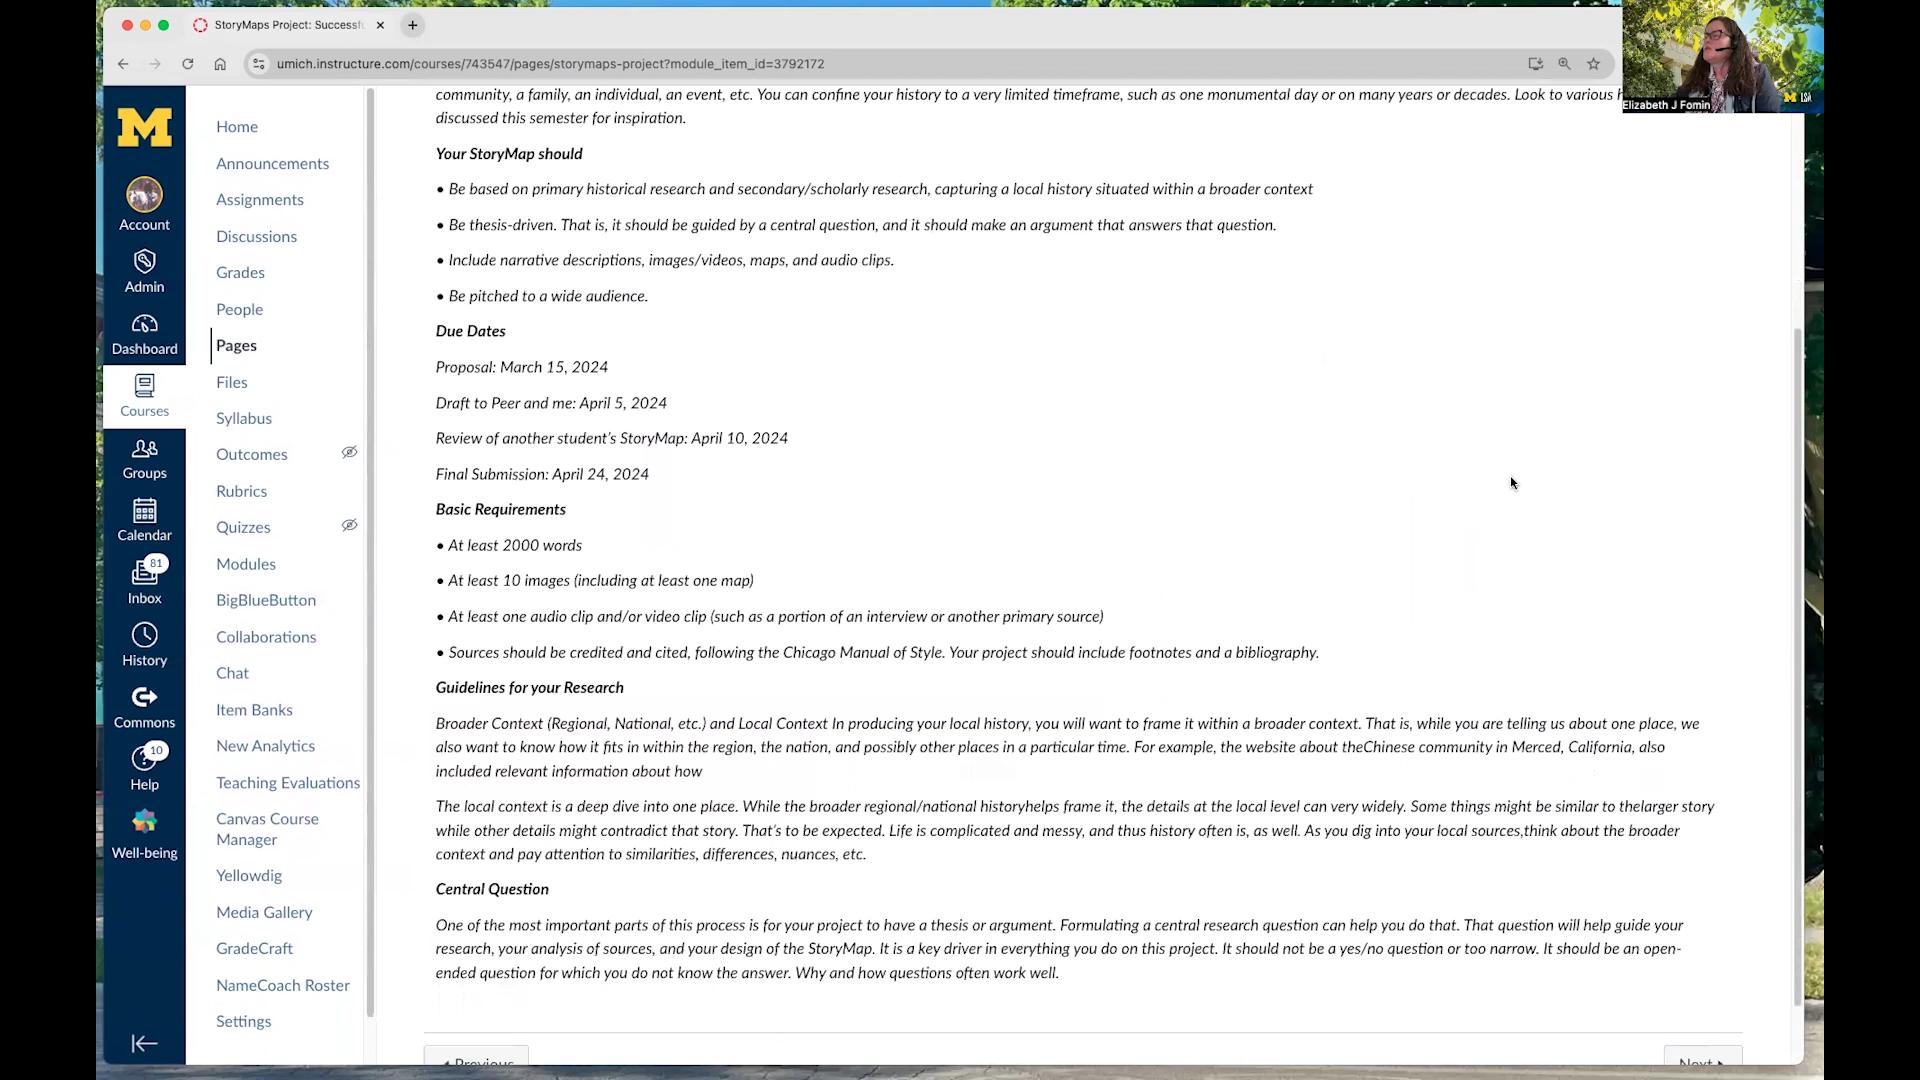 StoryMaps Project: Successf
umich.instructure.com/courses/743547/pages/storymaps-project?module_item_id=3792172
Elizabeth J Fomin
M LSA
M
Account
Admin
Dashboard
Courses
Groups
Calendar
81
Inbox
History
Commons
10
Help
Well-being
Home
Announcements
Assignments
Discussions
Grades
People
Pages
Files
Syllabus
Outcomes
Rubrics
Quizzes
Modules
BigBlueButton
Collaborations
Chat
Item Banks
New Analytics
Teaching Evaluations
Canvas Course
Manager
Yellowdig
Media Gallery
GradeCraft
NameCoach Roster
Settings
community, a family, an individual, an event, etc. You can confine your history to a very limited timeframe, such as one monumental day or on many years or decades. Look to various
discussed this semester for inspiration.
Your StoryMap should
• Be based on primary historical research and secondary/scholarly research, capturing a local history situated within a broader context
• Be thesis-driven. That is, it should be guided by a central question, and it should make an argument that answers that question.
• Include narrative descriptions, images/videos, maps, and audio clips.
• Be pitched to a wide audience.
Due Dates
Proposal: March 15, 2024
Draft to Peer and me: April 5, 2024
Review of another student's StoryMap: April 10, 2024
Final Submission: April 24, 2024
Basic Requirements
• At least 2000 words
• At least 10 images (including at least one map)
• At least one audio clip and/or video clip (such as a portion of an interview or another primary source)
• Sources should be credited and cited, following the Chicago Manual of Style. Your project should include footnotes and a bibliography.
Guidelines for your Research
Broader Context (Regional, National, etc.) and Local Context In producing your local history, you will want to frame it within a broader context. That is, while you are telling us about one place, we
also want to know how it fits in within the region, the nation, and possibly other places in a particular time. For example, the website about theChinese community in Merced, California, also
included relevant information about how
The local context is a deep dive into one place. While the broader regional/national historyhelps frame it, the details at the local level can very widely. Some things might be similar to thelarger story
while other details might contradict that story. That's to be expected. Life is complicated and messy, and thus history often is, as well. As you dig into your local sources,think about the broader
context and pay attention to similarities, differences, nuances, etc.
Central Question
One of the most important parts of this process is for your project to have a thesis or argument. Formulating a central research question can help you do that. That question will help guide your
research, your analysis of sources, and your design of the StoryMap. It is a key driver in everything you do on this project. It should not be a yes/no question or too narrow. It should be an open-
ended question for which you do not know the answer. Why and how questions often work well.
Previous
Next